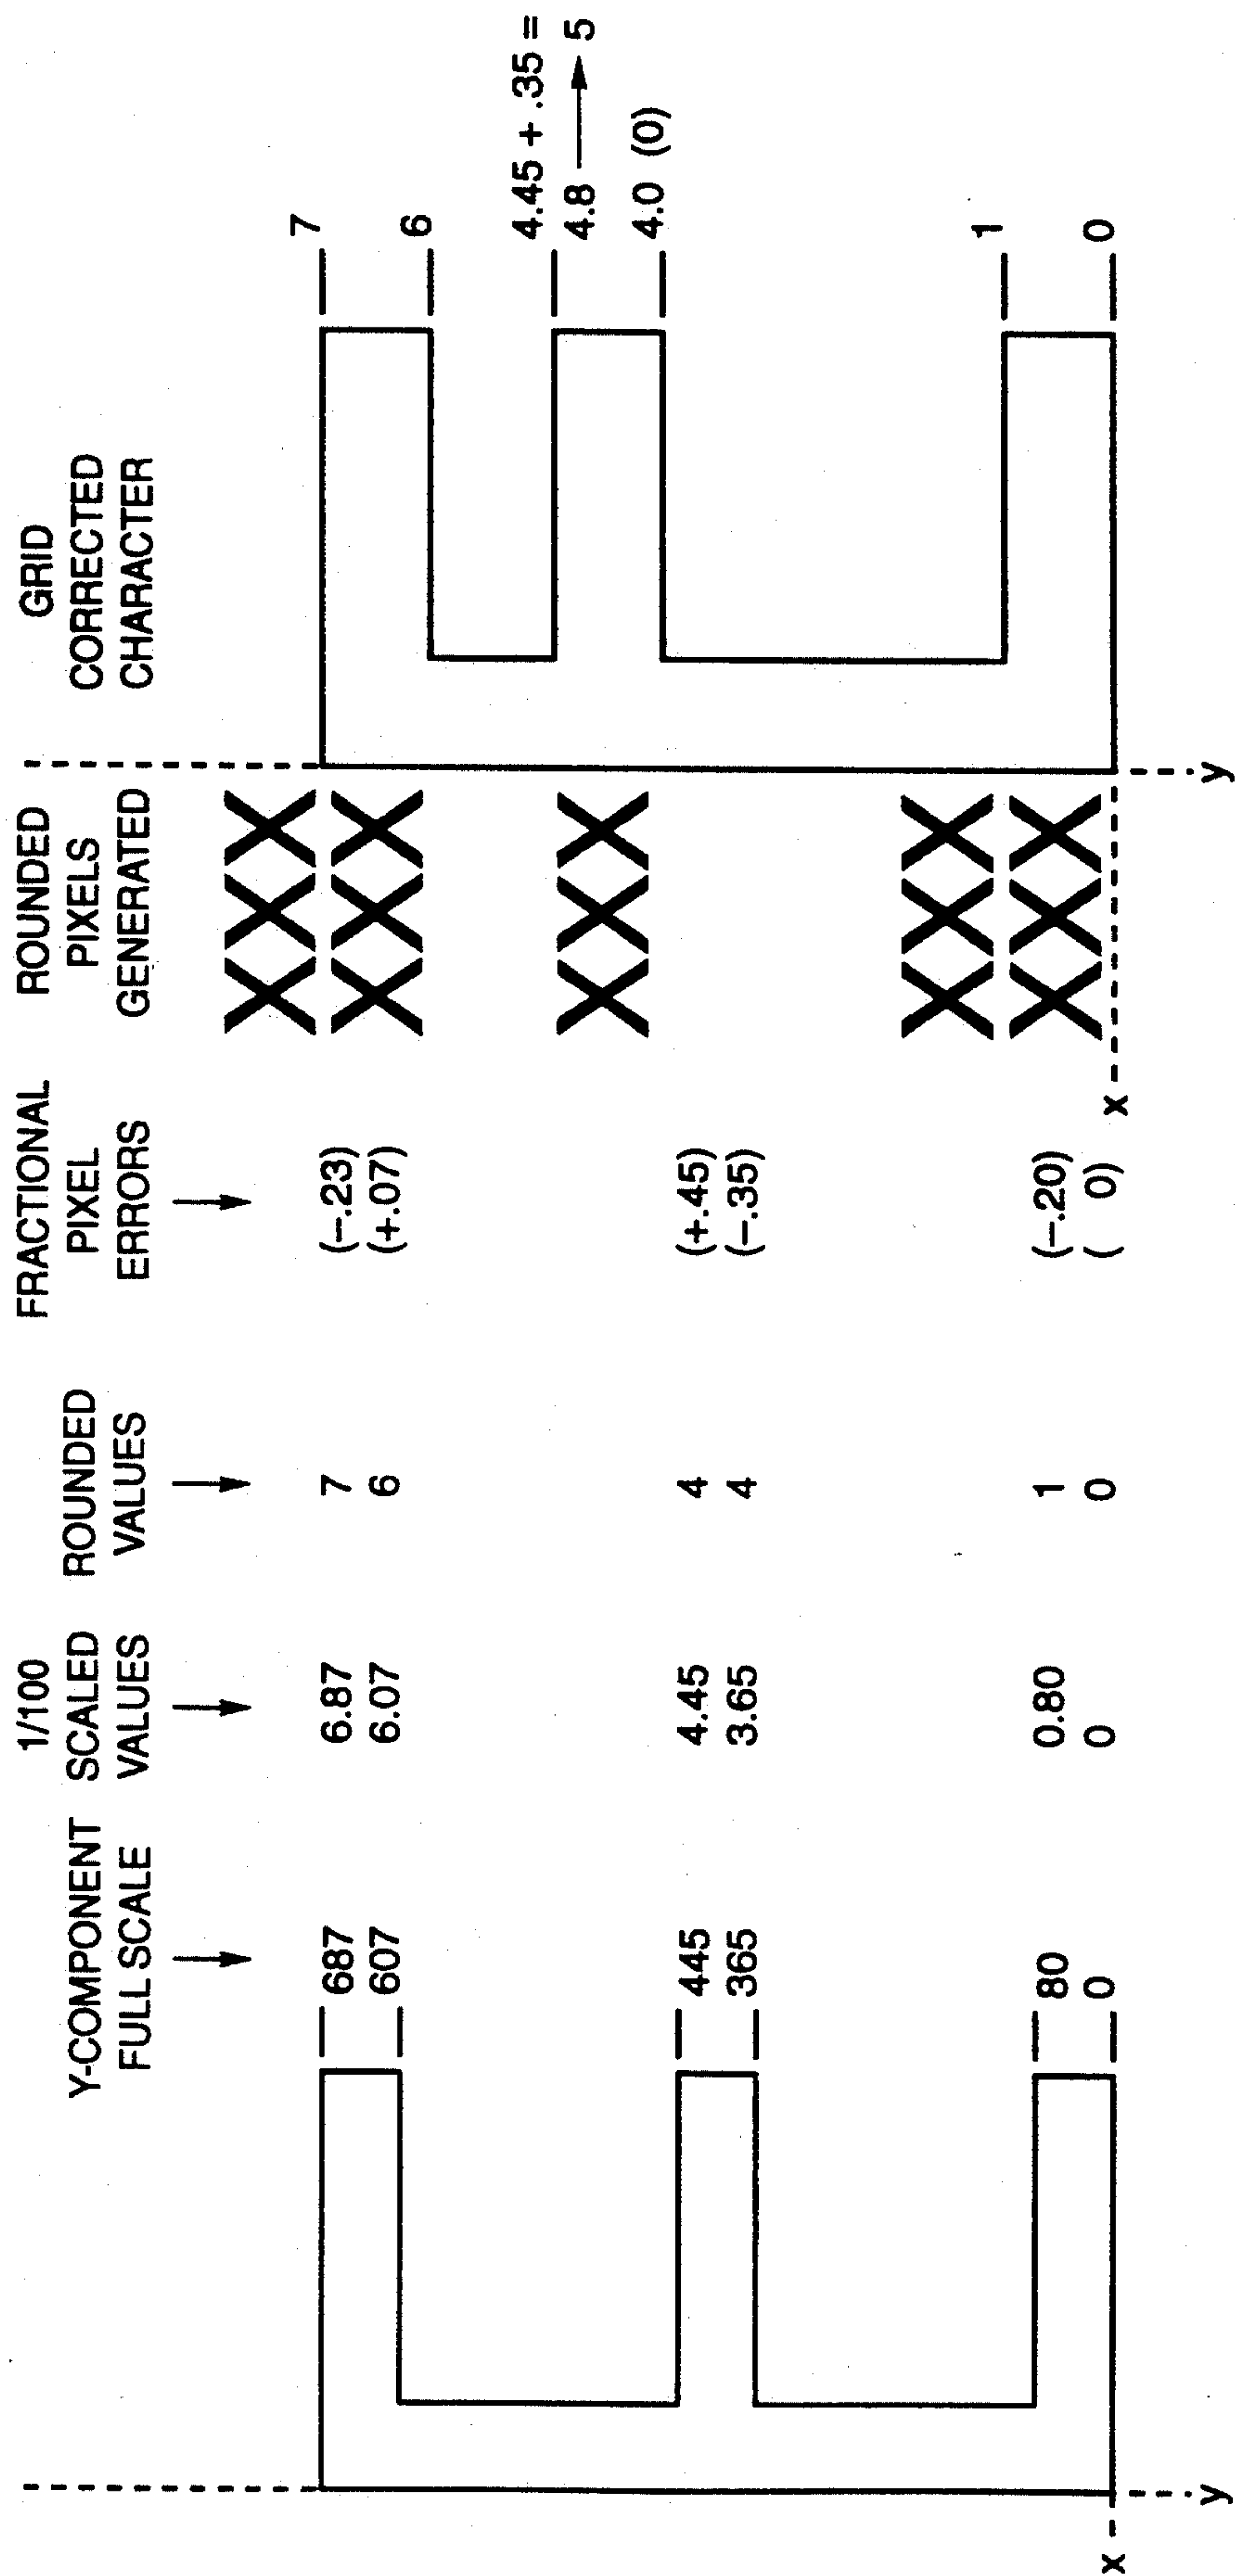 Y-COMPONENT
FULL SCALE
687
607
445
365
80
0
x
y
1/100
SCALED
VALUES
6.87
6.07
4.45
3.65
0.80
0
ROUNDED
VALUES
7
6
4
4
1
0
FRACTIONAL
PIXEL
ERRORS
(–.23)
(+.07)
(+.45)
(–.35)
(–.20)
( 0)
ROUNDED
PIXELS
GENERATED
XXX
XXX
XXX
XXX
XXX
x
y
GRID
CORRECTED
CHARACTER
7
6
4.45 + .35 =
4.8 → 5
4.0 (0)
1
0